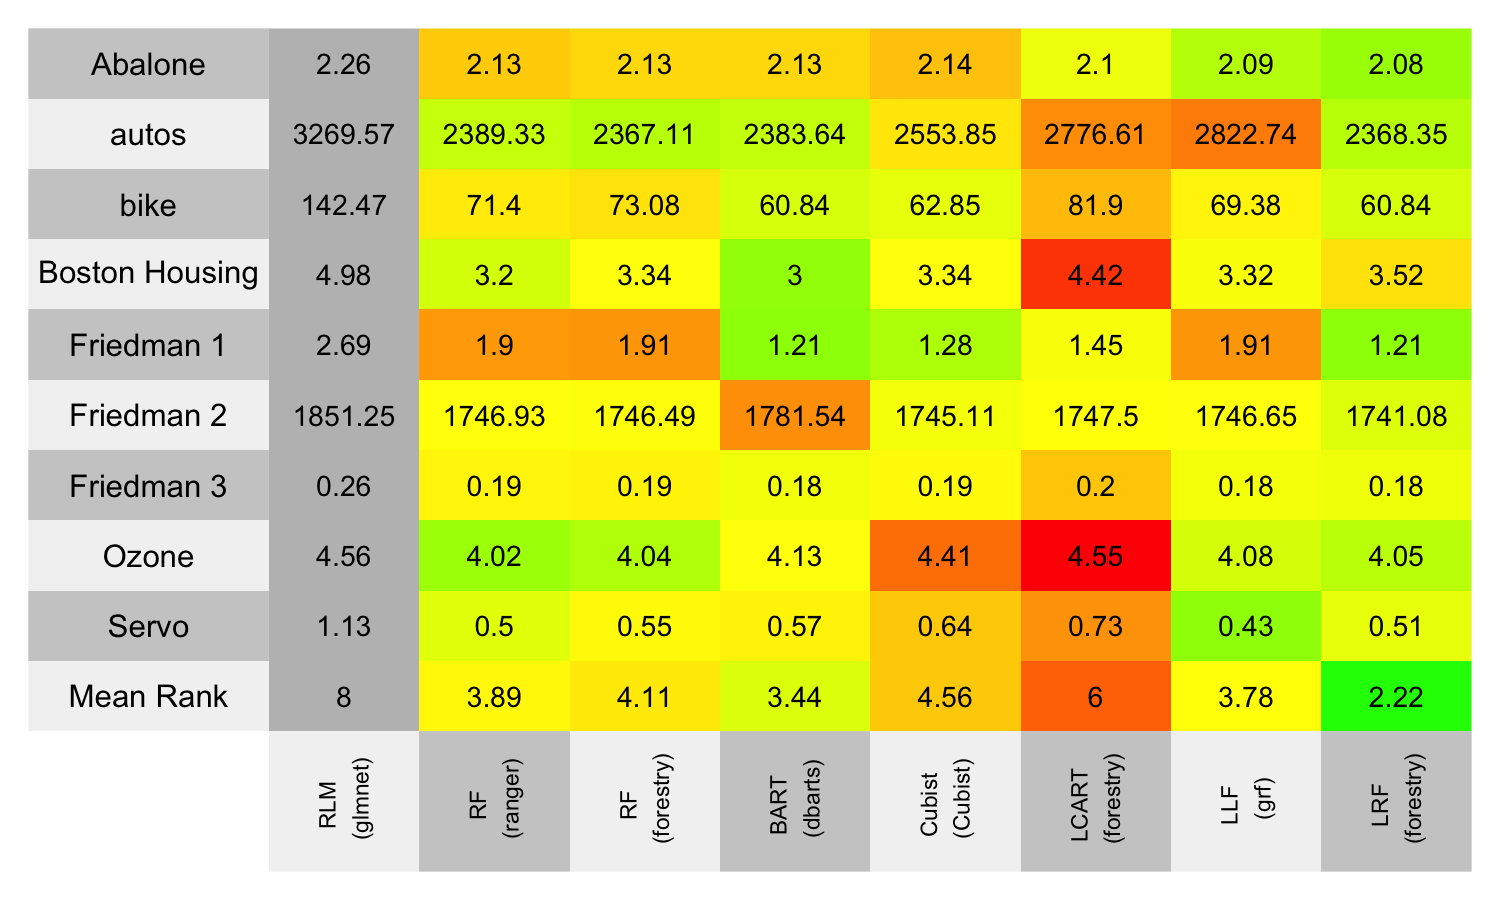 Abalone 2.26 2.13 2.13 2.13 2.14 2.1 2.09 2.08
autos 3269.57 2389.33 2367.11 2383.64 2553.85 2776.61 2822.74 2368.35
bike 142.47 71.4 73.08 60.84 62.85 81.9 69.38 60.84
Boston Housing 4.98 3.2 3.34 3 3.34 4.42 3.32 3.52
Friedman 1 2.69 1.9 1.91 1.21 1.28 1.45 1.91 1.21
Friedman 2 1851.25 1746.93 1746.49 1781.54 1745.11 1747.5 1746.65 1741.08
Friedman 3 0.26 0.19 0.19 0.18 0.19 0.2 0.18 0.18
Ozone 4.56 4.02 4.04 4.13 4.41 4.55 4.08 4.05
Servo 1.13 0.5 0.55 0.57 0.64 0.73 0.43 0.51
Mean Rank 8 3.89 4.11 3.44 4.56 6 3.78 2.22
RLM
(glmnet)
RF
(ranger)
RF
(forestry)
BART
(dbarts)
Cubist
(Cubist)
LCART
(forestry)
LLF
(grf)
LRF
(forestry)